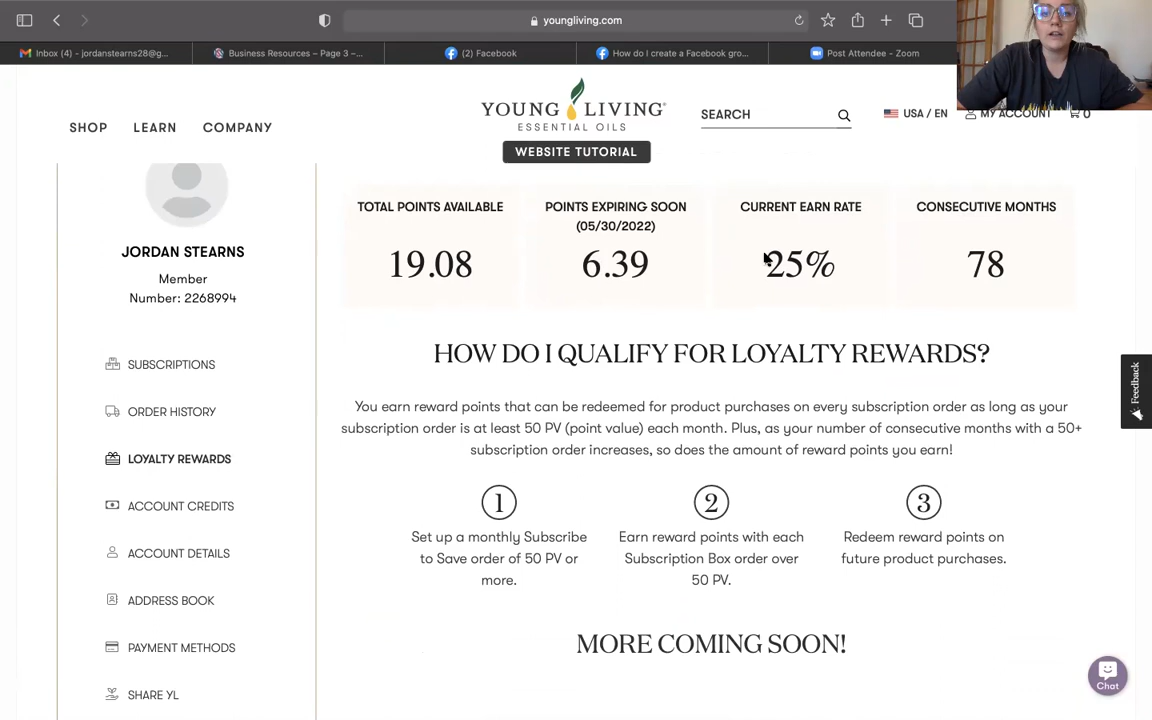 youngliving.com
Inbox (4) - jordanstearns28@g...
Business Resources – Page 3 –...
(2) Facebook
How do I create a Facebook gro...
Post Attendee - Zoom
SHOP
LEARN
COMPANY
YOUNG LIVING
ESSENTIAL OILS
WEBSITE TUTORIAL
SEARCH
USA / EN
MY ACCOUNT
0
JORDAN STEARNS
Member
Number: 2268994
SUBSCRIPTIONS
ORDER HISTORY
LOYALTY REWARDS
ACCOUNT CREDITS
ACCOUNT DETAILS
ADDRESS BOOK
PAYMENT METHODS
SHARE YL
TOTAL POINTS AVAILABLE
19.08
POINTS EXPIRING SOON
(05/30/2022)
6.39
CURRENT EARN RATE
25%
CONSECUTIVE MONTHS
78
HOW DO I QUALIFY FOR LOYALTY REWARDS?
You earn reward points that can be redeemed for product purchases on every subscription order as long as your
subscription order is at least 50 PV (point value) each month. Plus, as your number of consecutive months with a 50+
subscription order increases, so does the amount of reward points you earn!
1
Set up a monthly Subscribe
to Save order of 50 PV or
more.
2
Earn reward points with each
Subscription Box order over
50 PV.
3
Redeem reward points on
future product purchases.
MORE COMING SOON!
Feedback
Chat